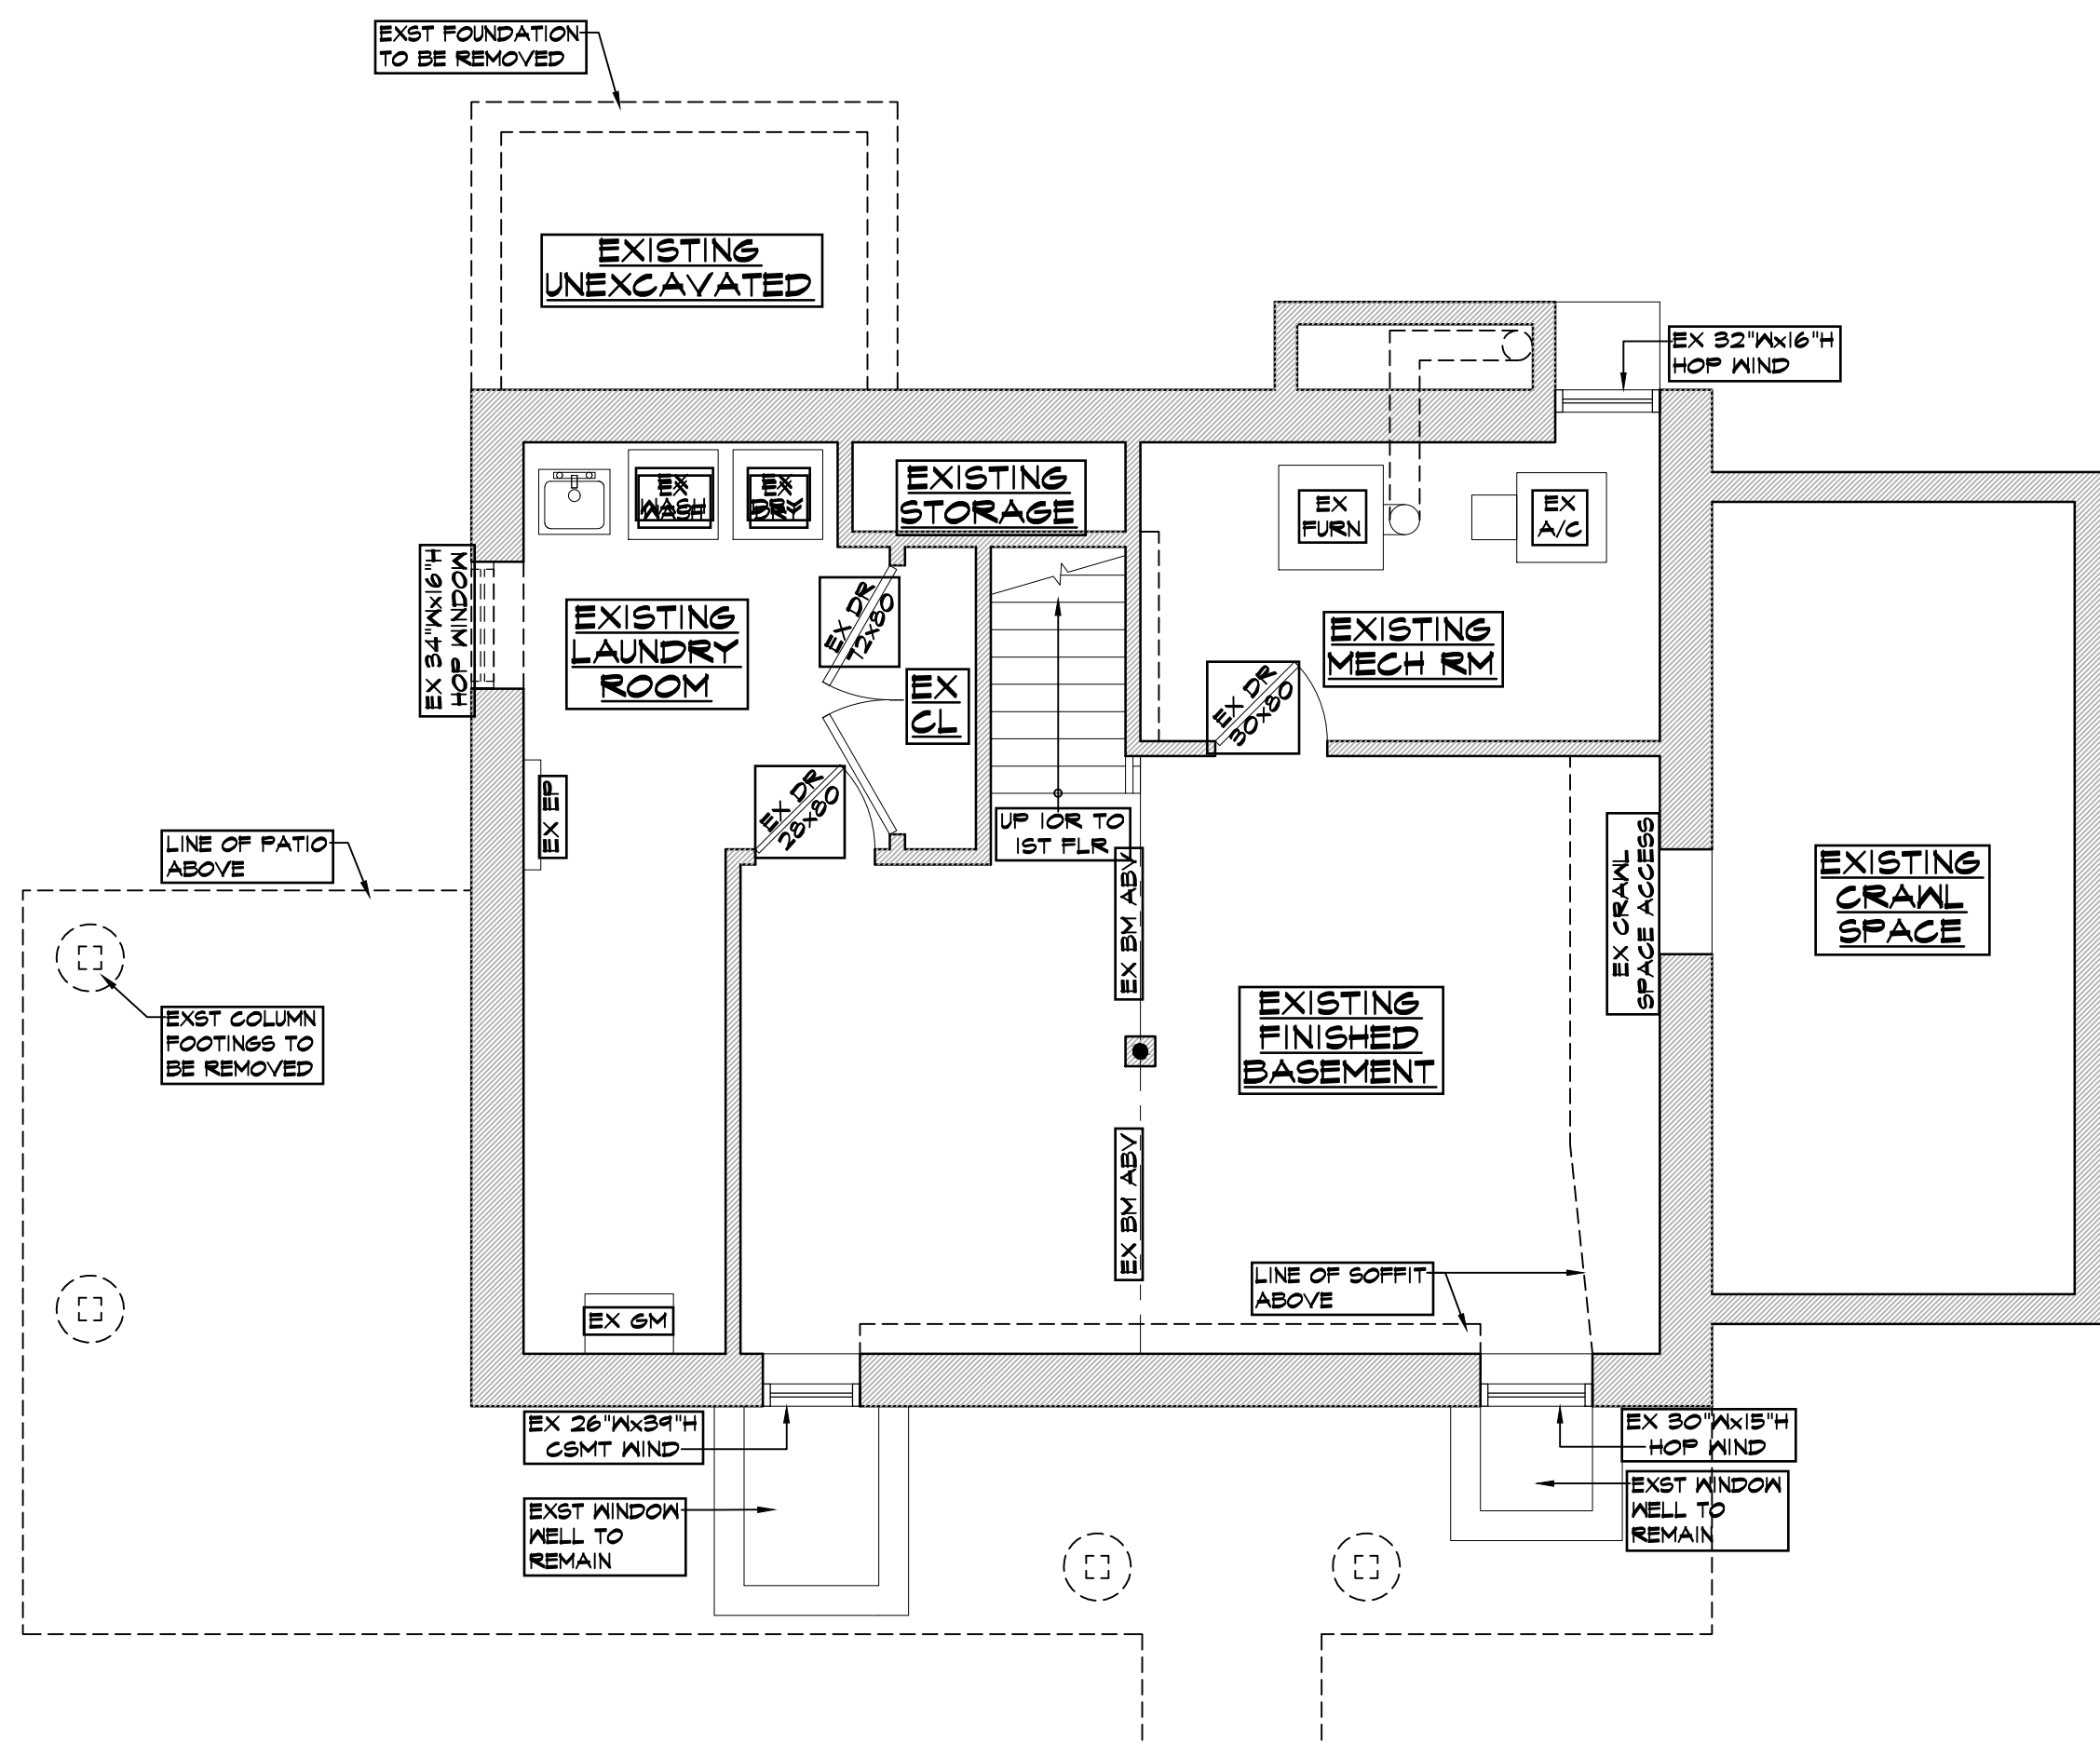 EXST FOUNDATION
TO BE REMOVED
EXISTING
UNEXCAVATED
EX 32"Wx16"H
HOP WIND
EX
WASH
EX
DRY
EXISTING
STORAGE
EX
FURN
EX
A/C
EX 34"Wx16"H
HOP WINDOW
EXISTING
LAUNDRY
ROOM
EX DR
72x80
EX
CL
EX DR
30x80
EXISTING
MECH RM
EX EP
EX DR
28x80
UP 10R TO
1ST FLR
LINE OF PATIO
ABOVE
EX BM ABV
EX CRAWL
SPACE ACCESS
EXISTING
CRAWL
SPACE
EXST COLUMN
FOOTINGS TO
BE REMOVED
EXISTING
FINISHED
BASEMENT
EX BM ABV
LINE OF SOFFIT
ABOVE
EX GM
EX 26"Wx39"H
CSMT WIND
EX 30"Wx15"H
HOP WIND
EXST WINDOW
WELL TO
REMAIN
EXST WINDOW
WELL TO
REMAIN